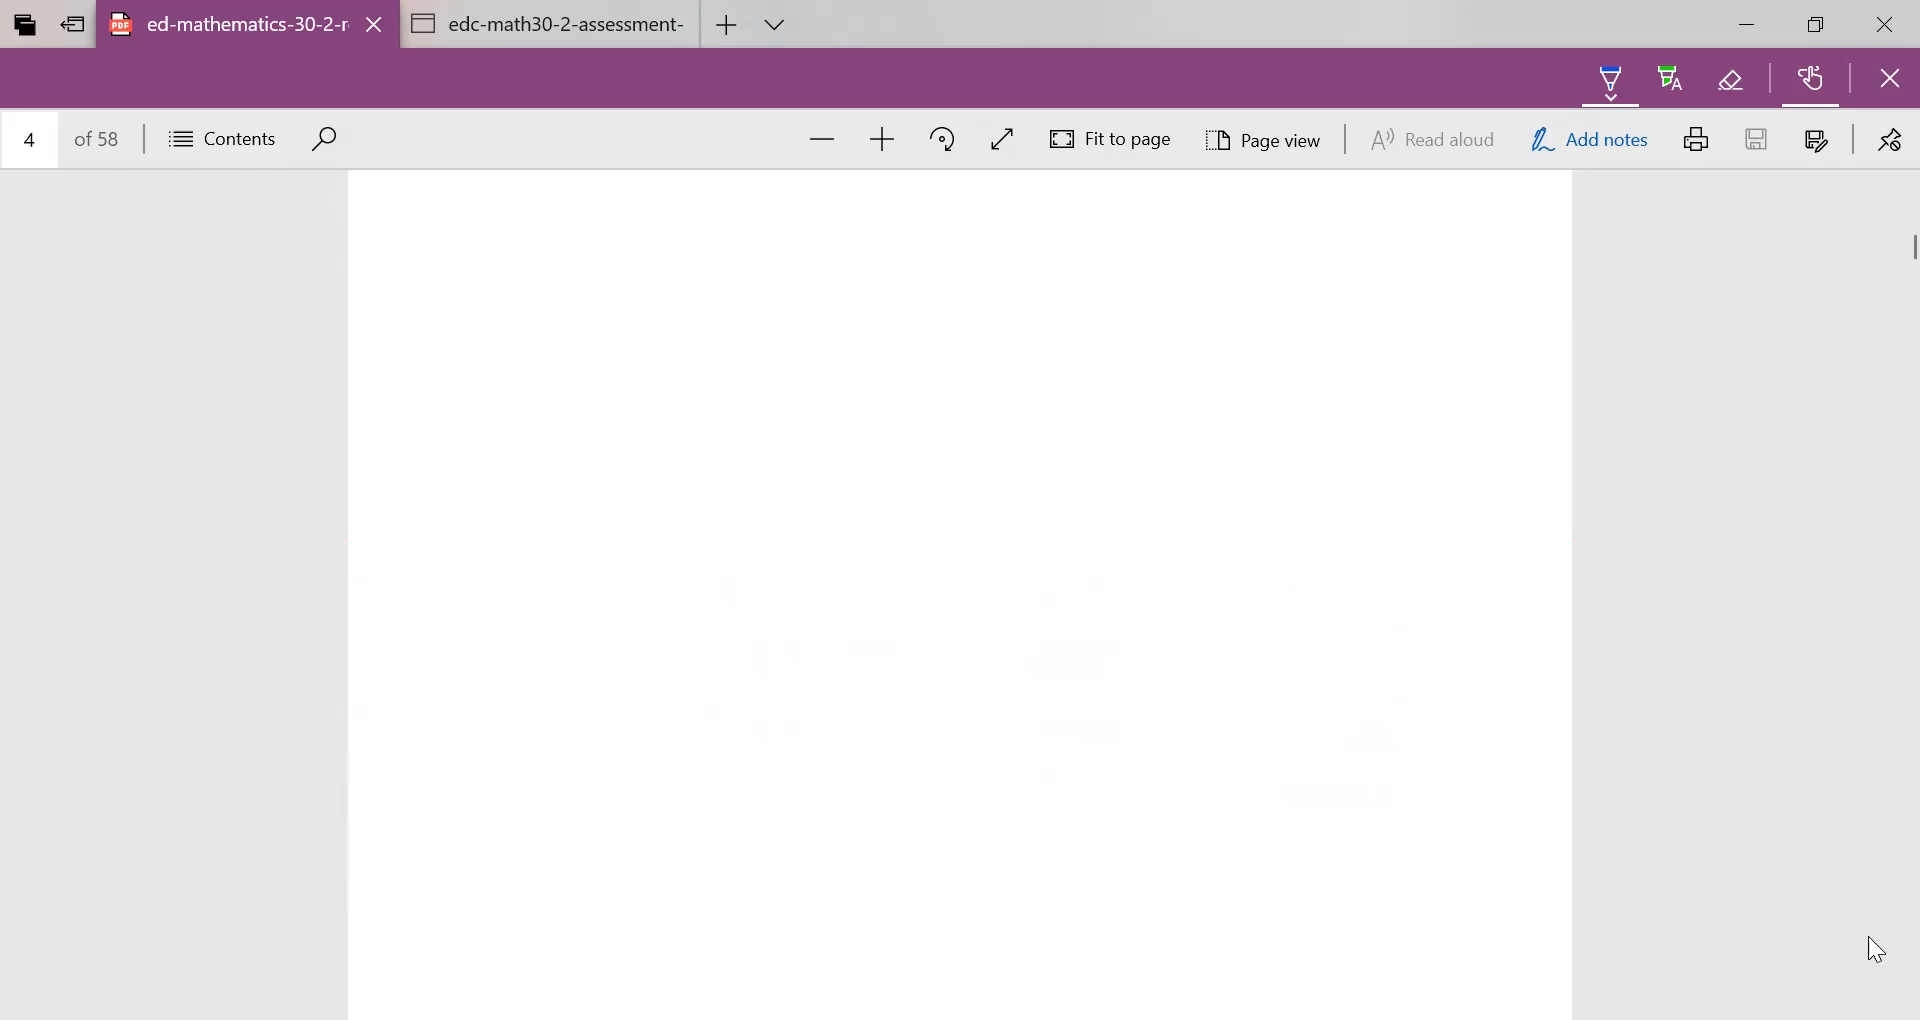 PDF ed-mathematics-30-2-r
edc-math30-2-assessment-
4 of 58 Contents Fit to page Page view Read aloud Add notes